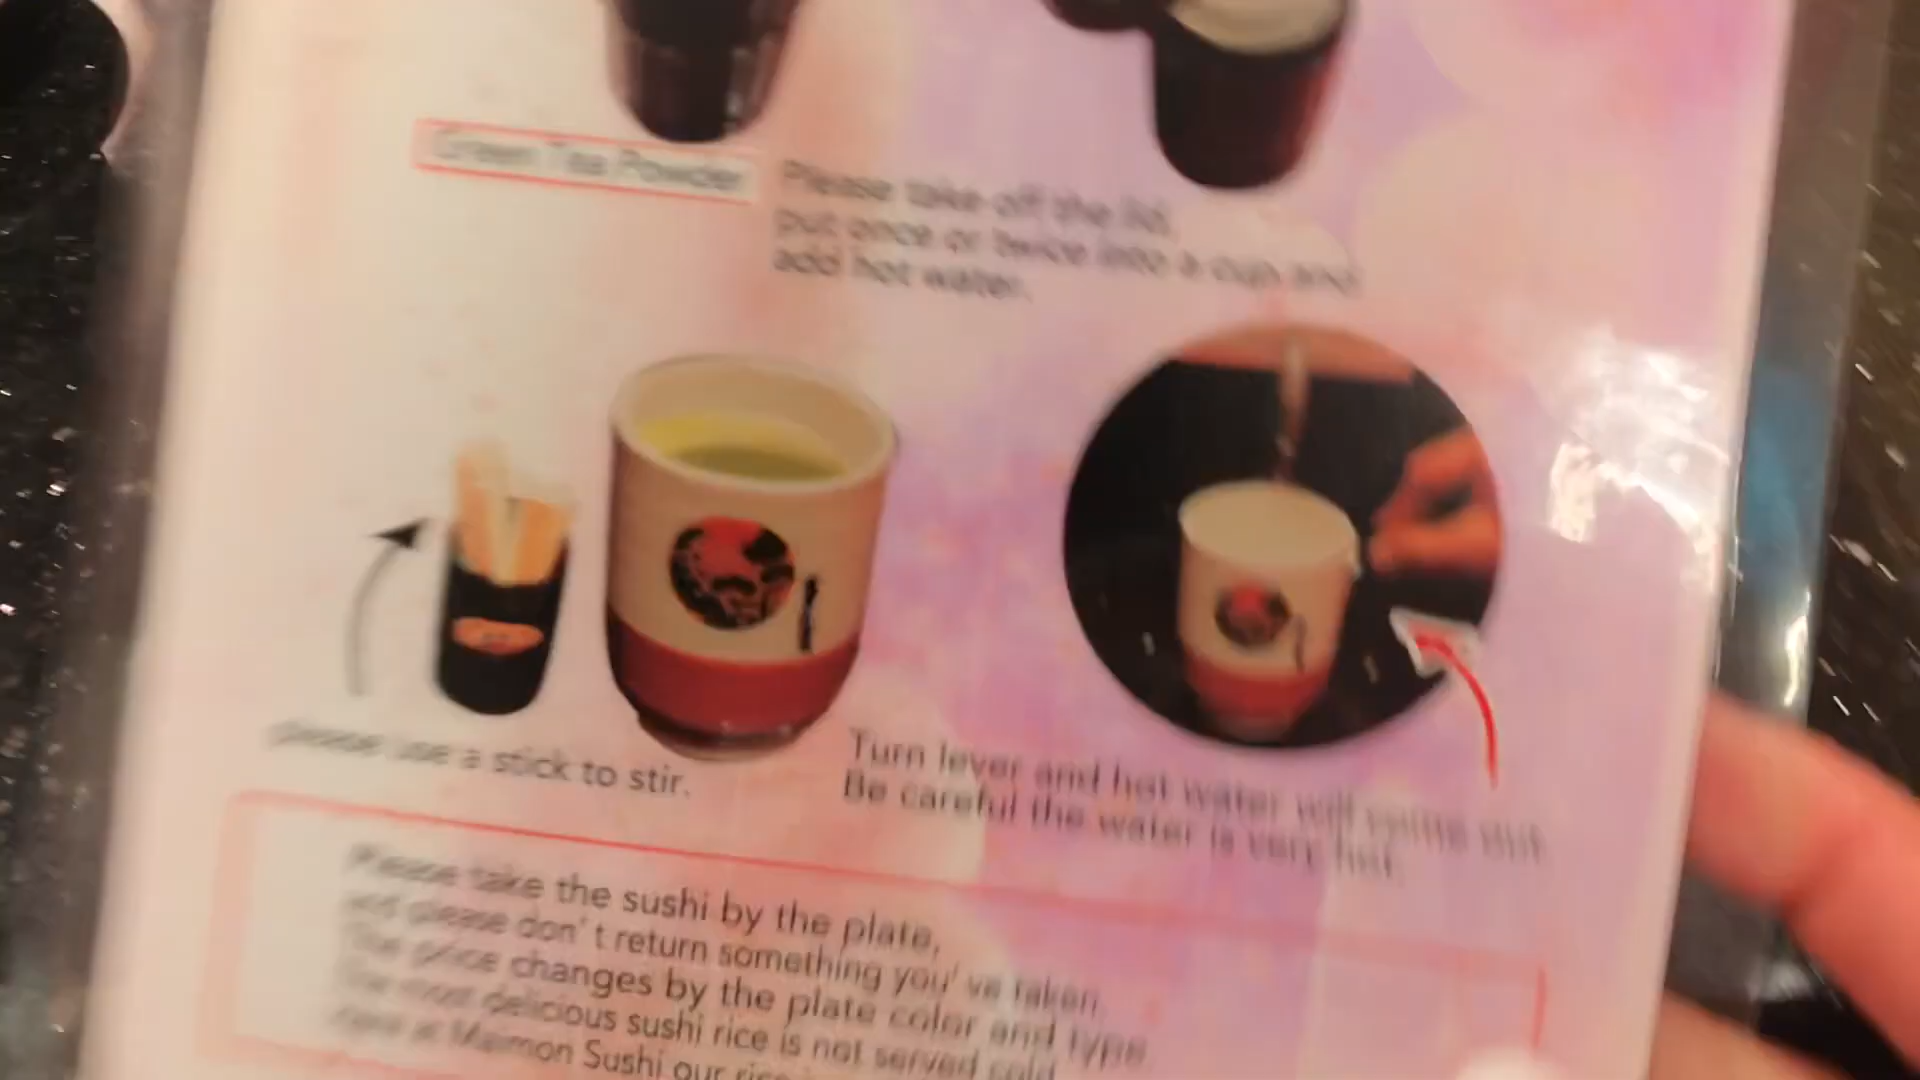 Green Tea Powder
Please take off the lid,
put once or twice into a cup and
add hot water.
please use a stick to stir.
Turn lever and hot water will come out.
Be careful the water is very hot.
Please take the sushi by the plate,
and please don't return something you've taken.
The price changes by the plate color and type
The most delicious sushi rice is not served cold
Sushi our rice